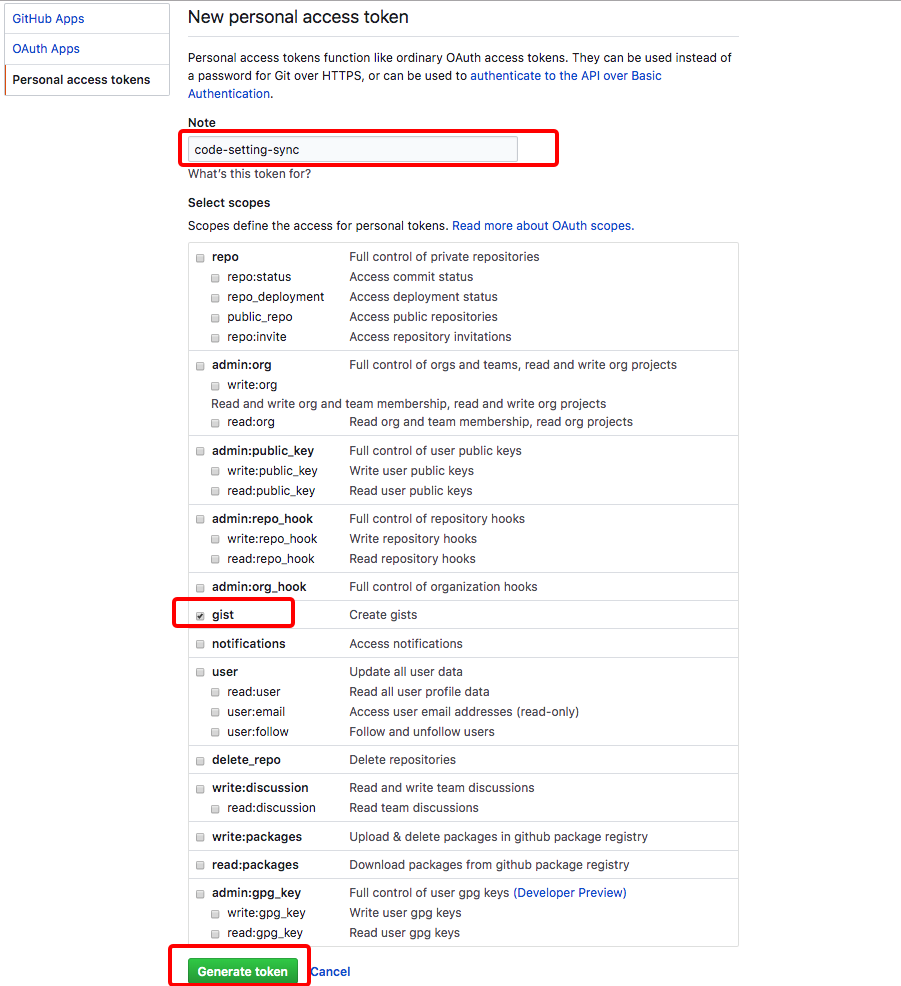 GitHub Apps
OAuth Apps
Personal access tokens
New personal access token
Personal access tokens function like ordinary OAuth access tokens. They can be used instead of
a password for Git over HTTPS, or can be used to authenticate to the API over Basic
Authentication.
Note
code-setting-sync
What's this token for?
Select scopes
Scopes define the access for personal tokens. Read more about OAuth scopes.
repo Full control of private repositories
repo:status Access commit status
repo_deployment Access deployment status
public_repo Access public repositories
repo:invite Access repository invitations
admin:org Full control of orgs and teams, read and write org projects
write:org
Read and write org and team membership, read and write org projects
read:org Read org and team membership, read org projects
admin:public_key Full control of user public keys
write:public_key Write user public keys
read:public_key Read user public keys
admin:repo_hook Full control of repository hooks
write:repo_hook Write repository hooks
read:repo_hook Read repository hooks
admin:org_hook Full control of organization hooks
gist Create gists
notifications Access notifications
user Update all user data
read:user Read all user profile data
user:email Access user email addresses (read-only)
user:follow Follow and unfollow users
delete_repo Delete repositories
write:discussion Read and write team discussions
read:discussion Read team discussions
write:packages Upload & delete packages in github package registry
read:packages Download packages from github package registry
admin:gpg_key Full control of user gpg keys (Developer Preview)
write:gpg_key Write user gpg keys
read:gpg_key Read user gpg keys
Generate token Cancel